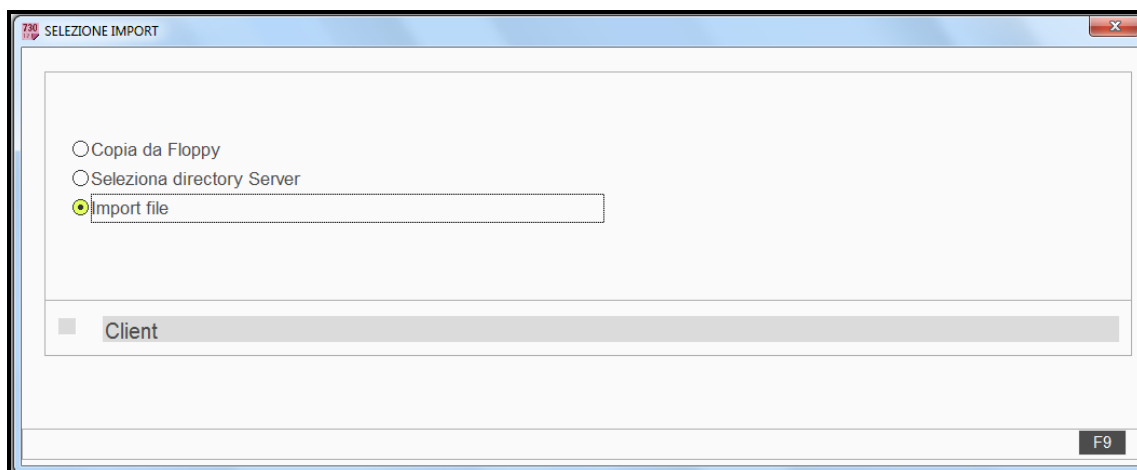 730
SELEZIONE IMPORT
Copia da Floppy
Seleziona directory Server
Import file
Client
F9